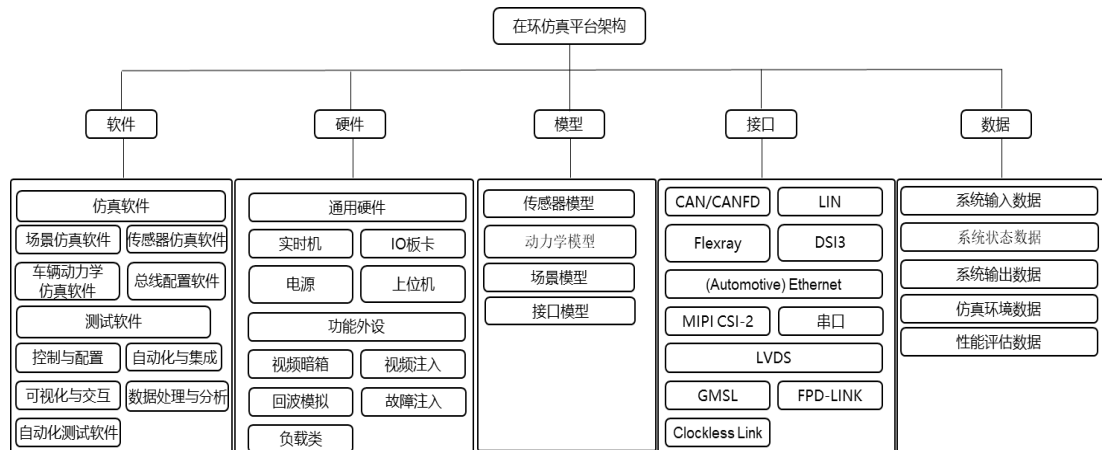 在环仿真平台架构
软件
硬件
模型
接口
数据
仿真软件
场景仿真软件
传感器仿真软件
车辆动力学
仿真软件
总线配置软件
测试软件
控制与配置
自动化与集成
可视化与交互
数据处理与分析
自动化测试软件
通用硬件
实时机
IO板卡
电源
上位机
功能外设
视频暗箱
视频注入
回波模拟
故障注入
负载类
传感器模型
动力学模型
场景模型
接口模型
CAN/CANFD
LIN
Flexray
DSI3
(Automotive) Ethernet
MIPI CSI-2
串口
LVDS
GMSL
FPD-LINK
Clockless Link
系统输入数据
系统状态数据
系统输出数据
仿真环境数据
性能评估数据